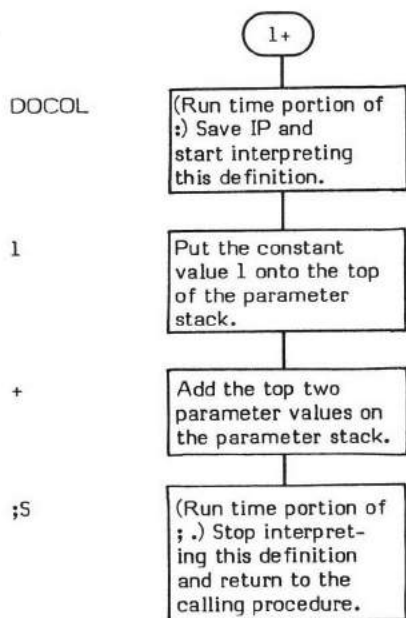 1+
DOCOL
(Run time portion of
:) Save IP and
start interpreting
this definition.
1
Put the constant
value 1 onto the top
of the parameter
stack.
+
Add the top two
parameter values on
the parameter stack.
;S
(Run time portion of
; .) Stop interpret-
ing this definition
and return to the
calling procedure.